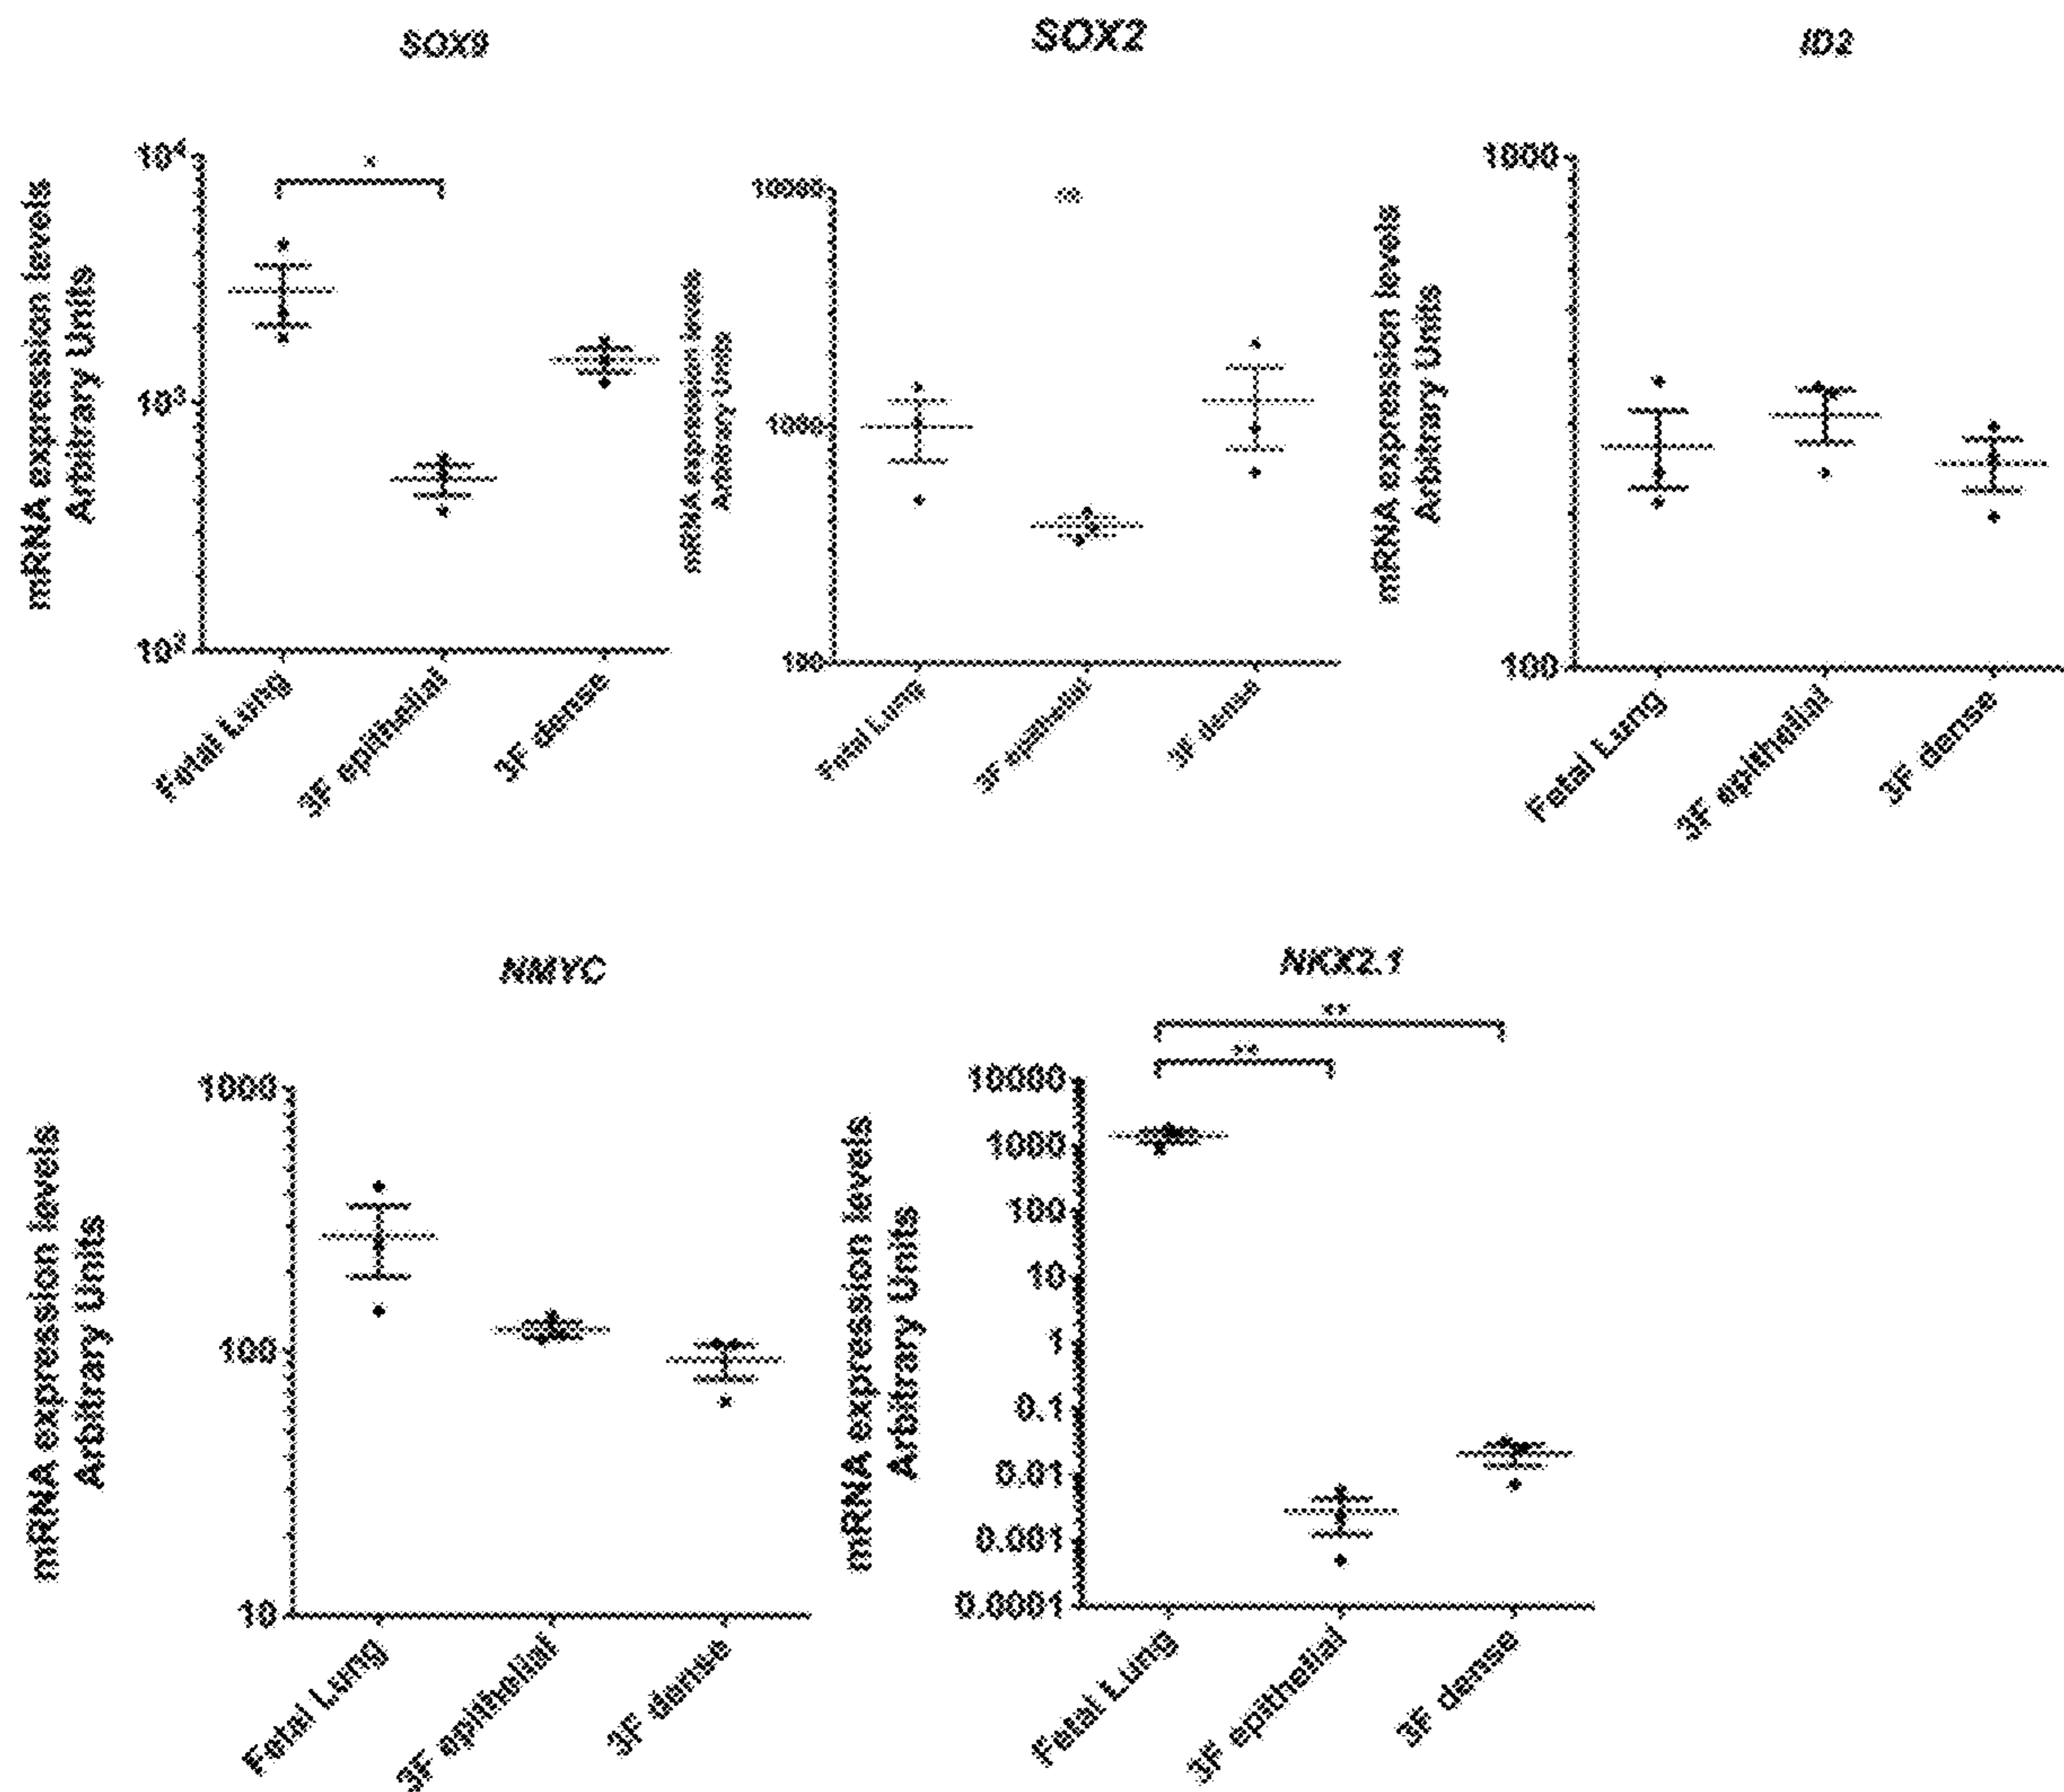 SOX9
mRNA expression levels
Arbitrary Units
10⁴
*
10³
10²
Fetal Lung
3F epithelial
3F dense
SOX2
mRNA expression levels
Arbitrary Units
10000
1000
100
Fetal Lung
3F epithelial
3F dense
ID2
mRNA expression levels
Arbitrary Units
1000
100
Fetal Lung
3F epithelial
3F dense
NMYC
mRNA expression levels
Arbitrary Units
1000
100
10
Fetal Lung
3F epithelial
3F dense
NKX2.1
**
**
mRNA expression levels
Arbitrary Units
10000
1000
100
10
1
0.1
0.01
0.001
0.0001
Fetal Lung
3F epithelial
3F dense